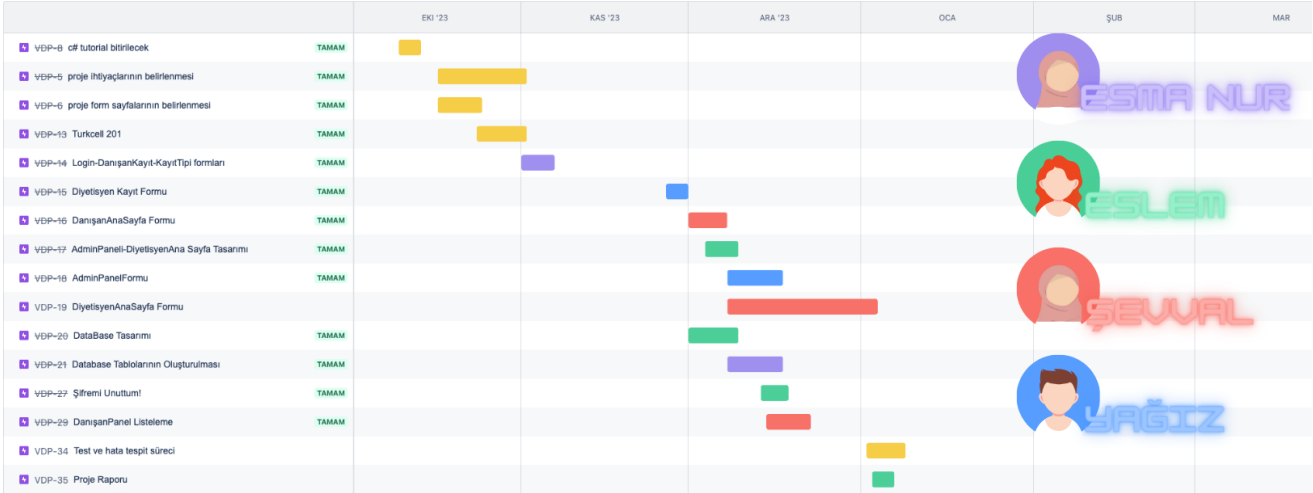 EKI '23 KAS '23 ARA '23 OCA ŞUB MAR
VDP-8 c# tutorial bitirilecek TAMAM
VDP-5 proje ihtiyaçlarının belirlenmesi TAMAM
VDP-6 proje form sayfalarının belirlenmesi TAMAM
VDP-13 Turkcell 201 TAMAM
VDP-14 Login-DanışanKayıt-KayıtTipi formları TAMAM
VDP-15 Diyetisyen Kayıt Formu TAMAM
VDP-16 DanışanAnaSayfa Formu TAMAM
VDP-17 AdminPaneli-DiyetisyenAna Sayfa Tasarımı TAMAM
VDP-18 AdminPanelFormu TAMAM
VDP-19 DiyetisyenAnaSayfa Formu
VDP-20 DataBase Tasarımı TAMAM
VDP-21 Database Tablolarının Oluşturulması TAMAM
VDP-27 Şifremi Unuttum! TAMAM
VDP-29 DanışanPanel Listeleme TAMAM
VDP-34 Test ve hata tespit süreci
VDP-35 Proje Raporu
ESMA NUR
ESLEM
ŞEVVAL
YAĞIZ